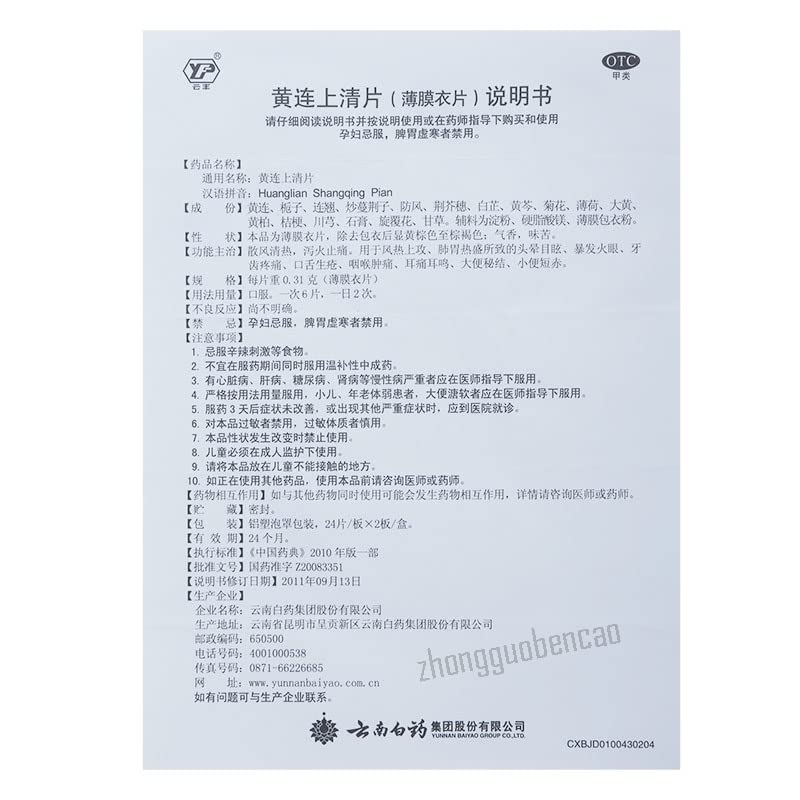 YP®
云丰
OTC
甲类
黄连上清片（薄膜衣片）说明书
请仔细阅读说明书并按说明使用或在药师指导下购买和使用
孕妇忌服，脾胃虚寒者禁用。
【药品名称】
通用名称：黄连上清片
汉语拼音：Huanglian Shangqing Pian
【成　份】黄连、栀子、连翘、炒蔓荆子、防风、荆芥穗、白芷、黄芩、菊花、薄荷、大黄、
黄柏、桔梗、川芎、石膏、旋覆花、甘草。辅料为淀粉、硬脂酸镁、薄膜包衣粉。
【性　状】本品为薄膜衣片，除去包衣后显黄棕色至棕褐色；气香，味苦。
【功能主治】散风清热，泻火止痛。用于风热上攻、肺胃热盛所致的头晕目眩、暴发火眼、牙
齿疼痛、口舌生疮、咽喉肿痛、耳痛耳鸣、大便秘结、小便短赤。
【规　格】每片重0.31克（薄膜衣片）
【用法用量】口服。一次6片，一日2次。
【不良反应】尚不明确。
【禁　忌】孕妇忌服，脾胃虚寒者禁用。
【注意事项】
1. 忌服辛辣刺激等食物。
2. 不宜在服药期间同时服用温补性中成药。
3. 有心脏病、肝病、糖尿病、肾病等慢性病严重者应在医师指导下服用。
4. 严格按用法用量服用，小儿、年老体弱患者，大便溏软者应在医师指导下服用。
5. 服药3天后症状未改善，或出现其他严重症状时，应到医院就诊。
6. 对本品过敏者禁用，过敏体质者慎用。
7. 本品性状发生改变时禁止使用。
8. 儿童必须在成人监护下使用。
9. 请将本品放在儿童不能接触的地方。
10. 如正在使用其他药品，使用本品前请咨询医师或药师。
【药物相互作用】如与其他药物同时使用可能会发生药物相互作用，详情请咨询医师或药师。
【贮　藏】密封。
【包　装】铝塑泡罩包装，24片/板×2板/盒。
【有 效 期】24个月。
【执行标准】《中国药典》2010年版一部
【批准文号】国药准字Z20083351
【说明书修订日期】2011年09月13日
【生产企业】
企业名称：云南白药集团股份有限公司
生产地址：云南省昆明市呈贡新区云南白药集团股份有限公司
邮政编码：650500
电话号码：4001000538
传真号码：0871-66226685
网　址：www.yunnanbaiyao.com.cn
如有问题可与生产企业联系。
zhongguobencao
云南白药集团股份有限公司
YUNNAN BAIYAO GROUP CO.,LTD.
CXBJD0100430204